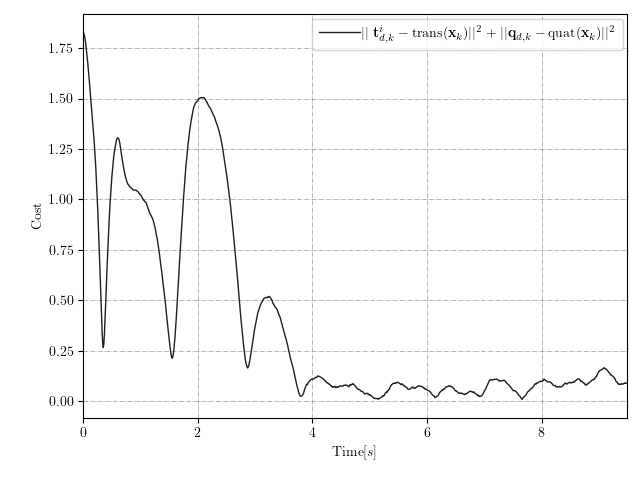 || t^i_{d,k} − trans(x_k)||^2 + ||q_{d,k} − quat(x_k)||^2
1.75
1.50
1.25
1.00
0.75
0.50
0.25
0.00
Cost
0 2 4 6 8
Time[s]